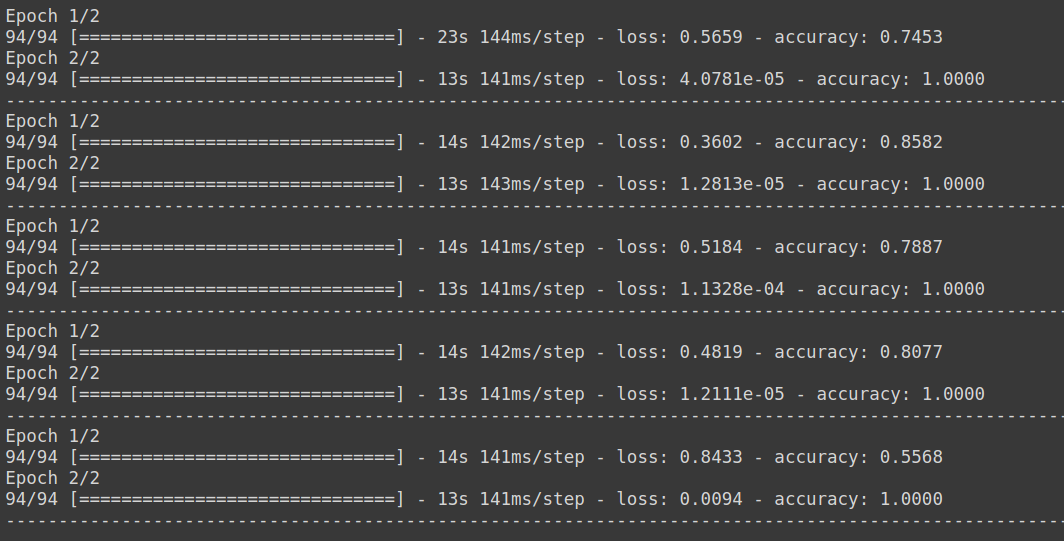 Epoch 1/2
94/94 [==============================] - 23s 144ms/step - loss: 0.5659 - accuracy: 0.7453
Epoch 2/2
94/94 [==============================] - 13s 141ms/step - loss: 4.0781e-05 - accuracy: 1.0000
-----------------------------------------------------------------------------------------------------
Epoch 1/2
94/94 [==============================] - 14s 142ms/step - loss: 0.3602 - accuracy: 0.8582
Epoch 2/2
94/94 [==============================] - 13s 143ms/step - loss: 1.2813e-05 - accuracy: 1.0000
-----------------------------------------------------------------------------------------------------
Epoch 1/2
94/94 [==============================] - 14s 141ms/step - loss: 0.5184 - accuracy: 0.7887
Epoch 2/2
94/94 [==============================] - 13s 141ms/step - loss: 1.1328e-04 - accuracy: 1.0000
-----------------------------------------------------------------------------------------------------
Epoch 1/2
94/94 [==============================] - 14s 142ms/step - loss: 0.4819 - accuracy: 0.8077
Epoch 2/2
94/94 [==============================] - 13s 141ms/step - loss: 1.2111e-05 - accuracy: 1.0000
-----------------------------------------------------------------------------------------------------
Epoch 1/2
94/94 [==============================] - 14s 141ms/step - loss: 0.8433 - accuracy: 0.5568
Epoch 2/2
94/94 [==============================] - 13s 141ms/step - loss: 0.0094 - accuracy: 1.0000
-----------------------------------------------------------------------------------------------------